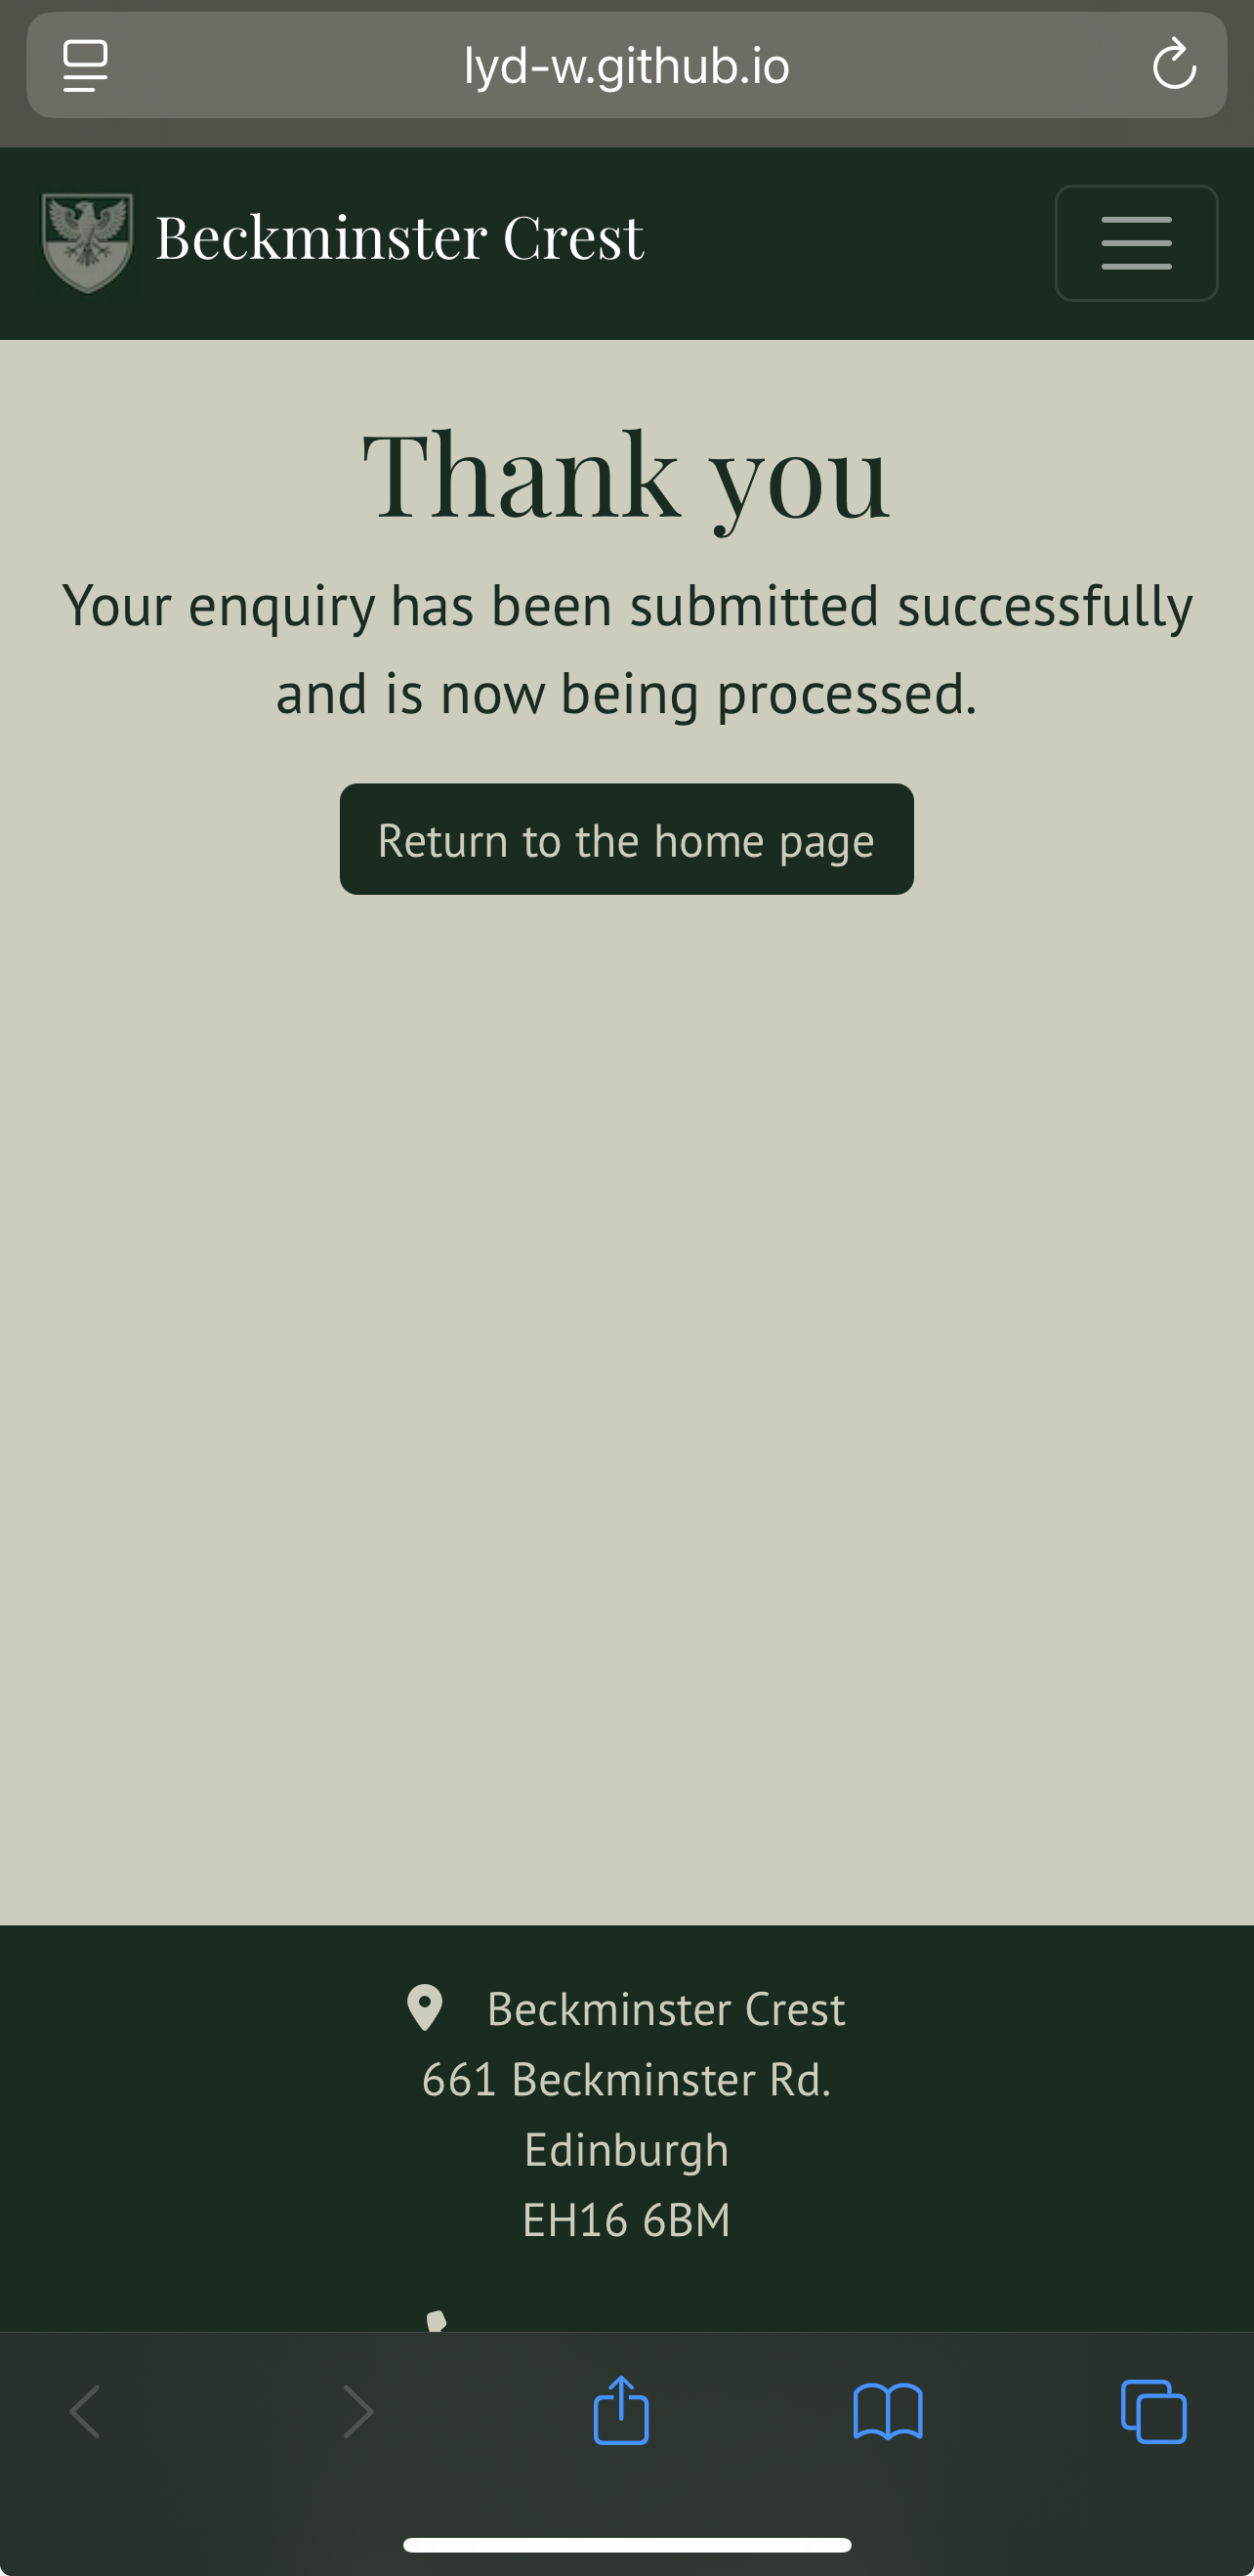 lyd-w.github.io
Beckminster Crest
Thank you
Your enquiry has been submitted successfully
and is now being processed.
Return to the home page
Beckminster Crest
661 Beckminster Rd.
Edinburgh
EH16 6BM